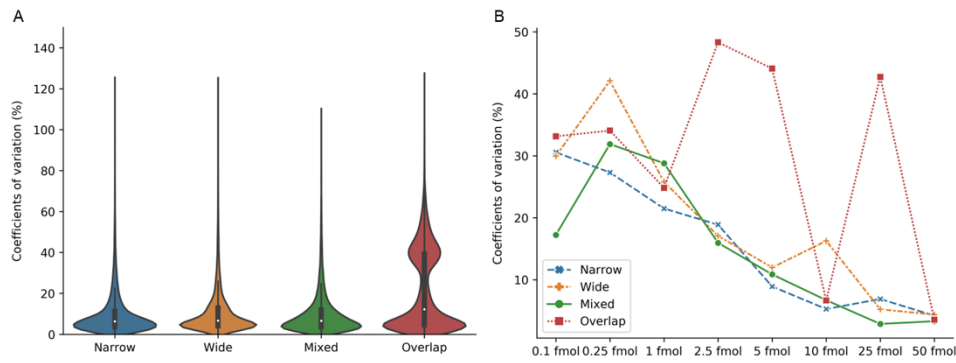 A
Coefficients of variation (%)
140
120
100
80
60
40
20
0
Narrow Wide Mixed Overlap
B
Coefficients of variation (%)
50
40
30
20
10
Narrow
Wide
Mixed
Overlap
0.1 fmol 0.25 fmol 1 fmol 2.5 fmol 5 fmol 10 fmol 25 fmol 50 fmol